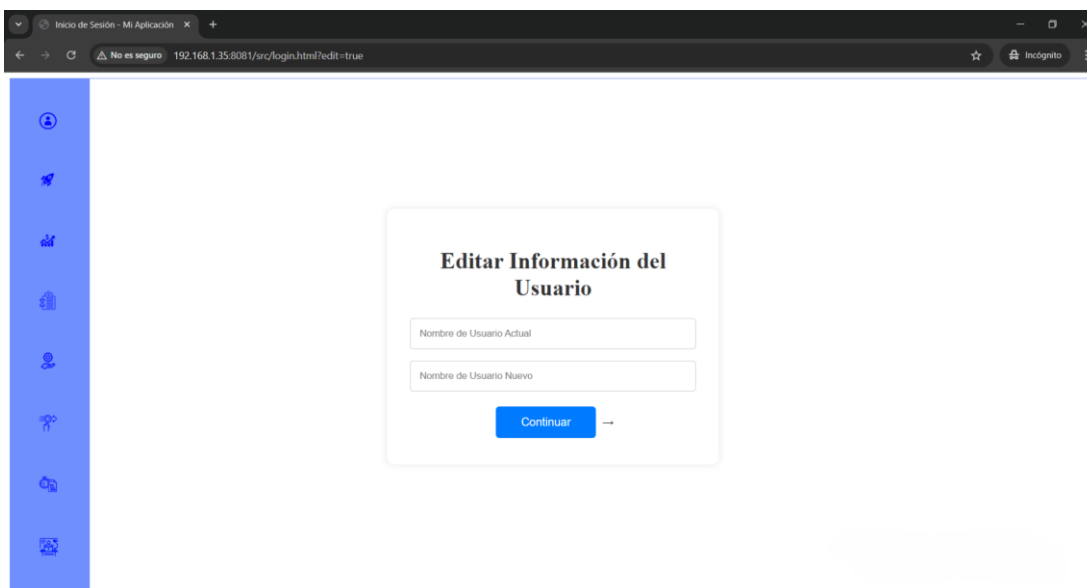 Inicio de Sesión - Mi Aplicación
No es seguro 192.168.1.35:8081/src/login.html?edit=true Incógnito
Editar Información del
Usuario
Nombre de Usuario Actual
Nombre de Usuario Nuevo
Continuar →